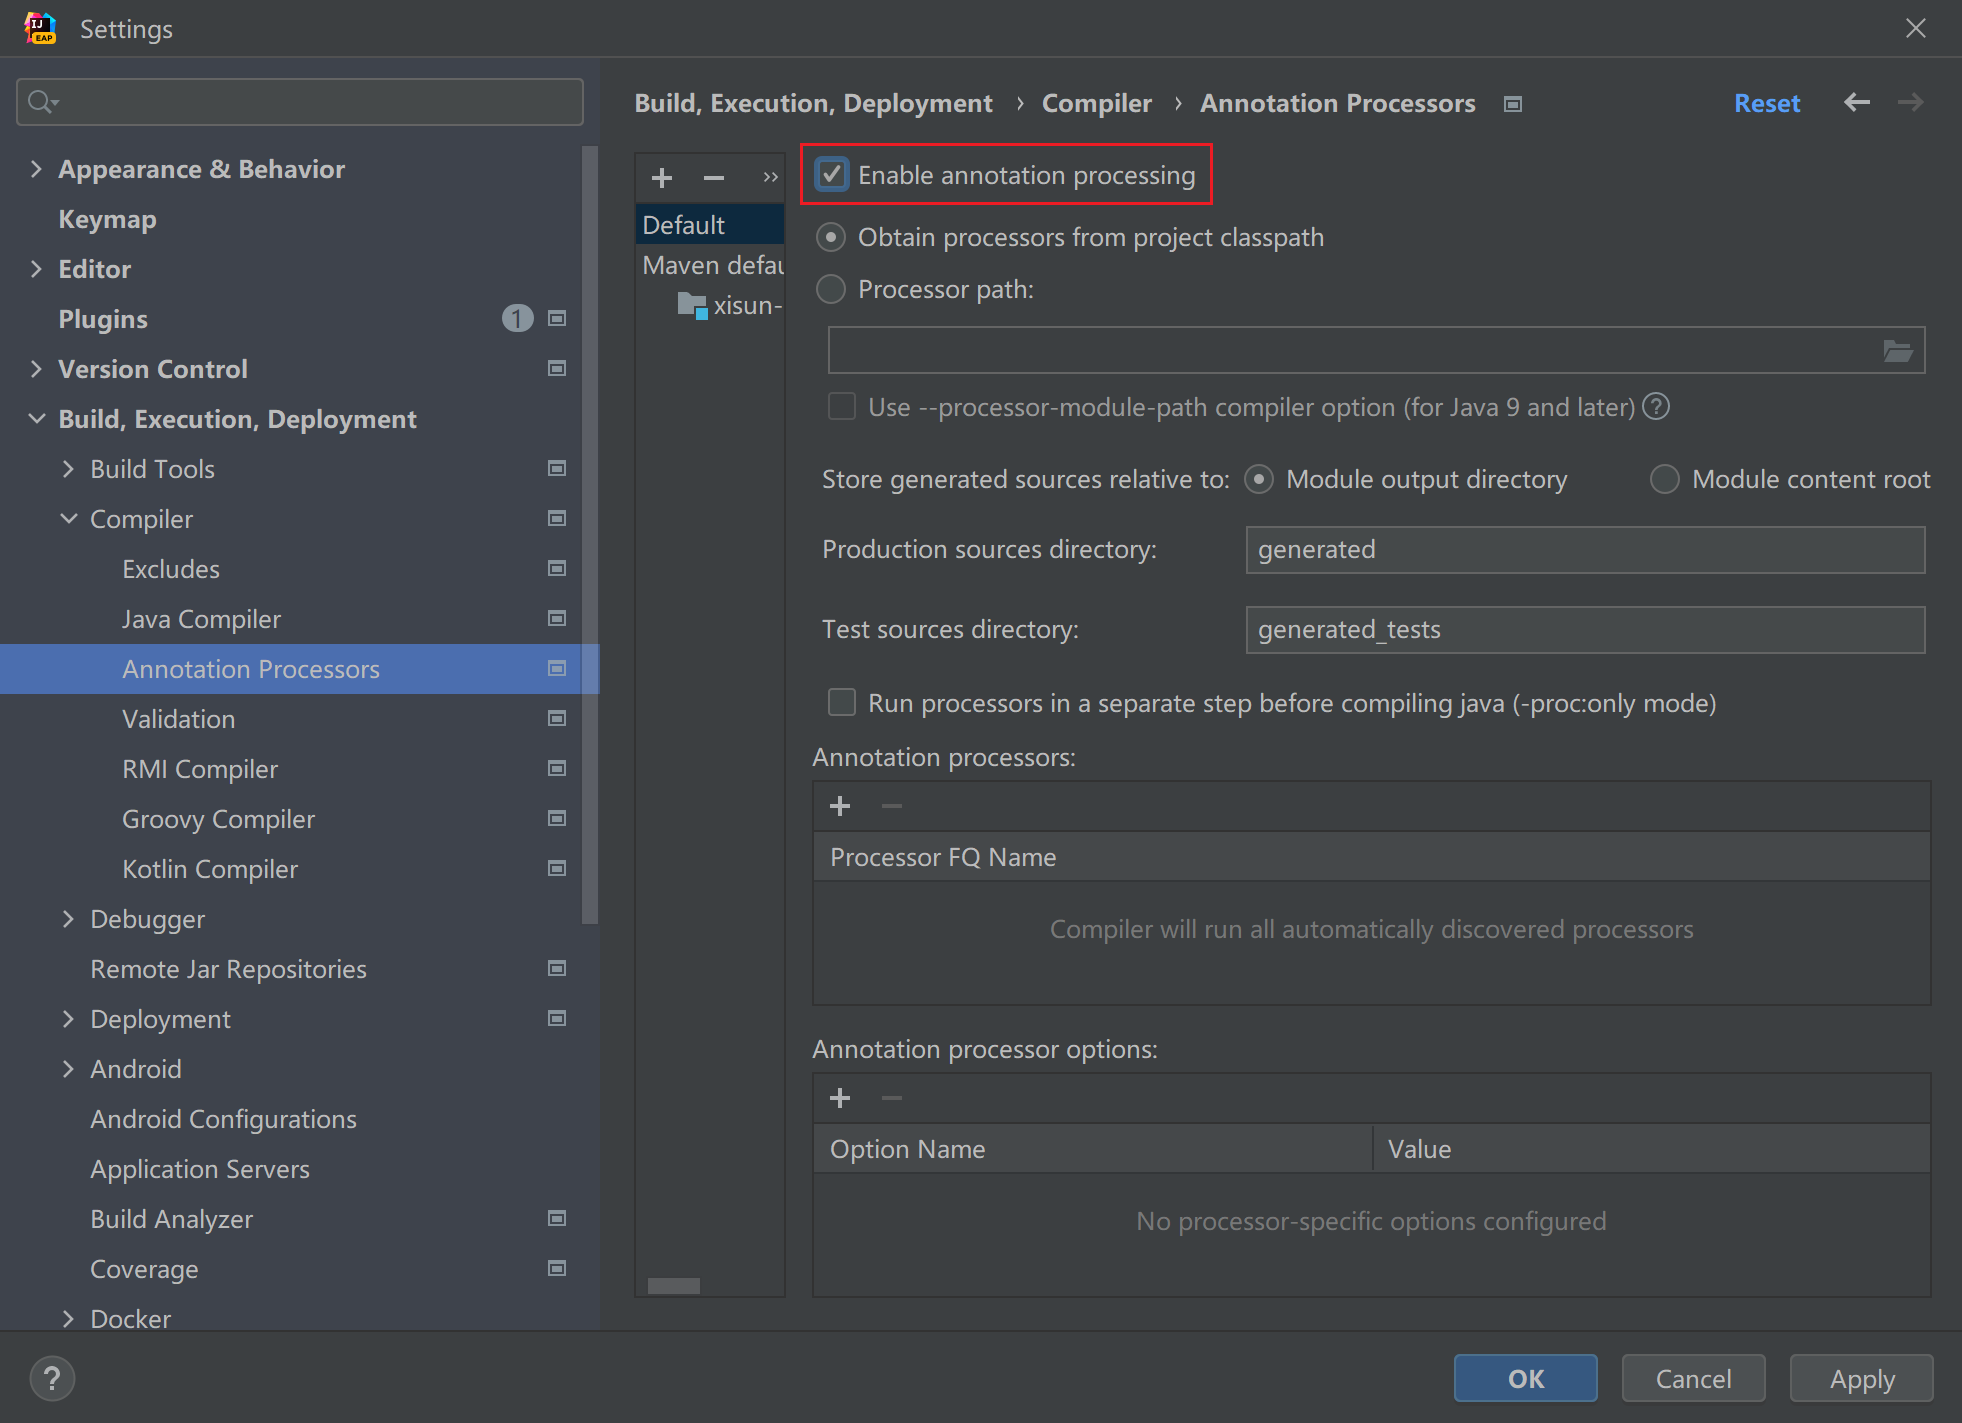 Settings
Appearance & Behavior
Keymap
Editor
Plugins 1
Version Control
Build, Execution, Deployment
Build Tools
Compiler
Excludes
Java Compiler
Annotation Processors
Validation
RMI Compiler
Groovy Compiler
Kotlin Compiler
Debugger
Remote Jar Repositories
Deployment
Android
Android Configurations
Application Servers
Build Analyzer
Coverage
Docker
Build, Execution, Deployment › Compiler › Annotation Processors
Reset
Default
Maven defau
xisun-
Enable annotation processing
Obtain processors from project classpath
Processor path:
Use --processor-module-path compiler option (for Java 9 and later) ?
Store generated sources relative to: Module output directory Module content root
Production sources directory: generated
Test sources directory: generated_tests
Run processors in a separate step before compiling java (-proc:only mode)
Annotation processors:
Processor FQ Name
Compiler will run all automatically discovered processors
Annotation processor options:
Option Name Value
No processor-specific options configured
? OK Cancel Apply
IJ
EAP